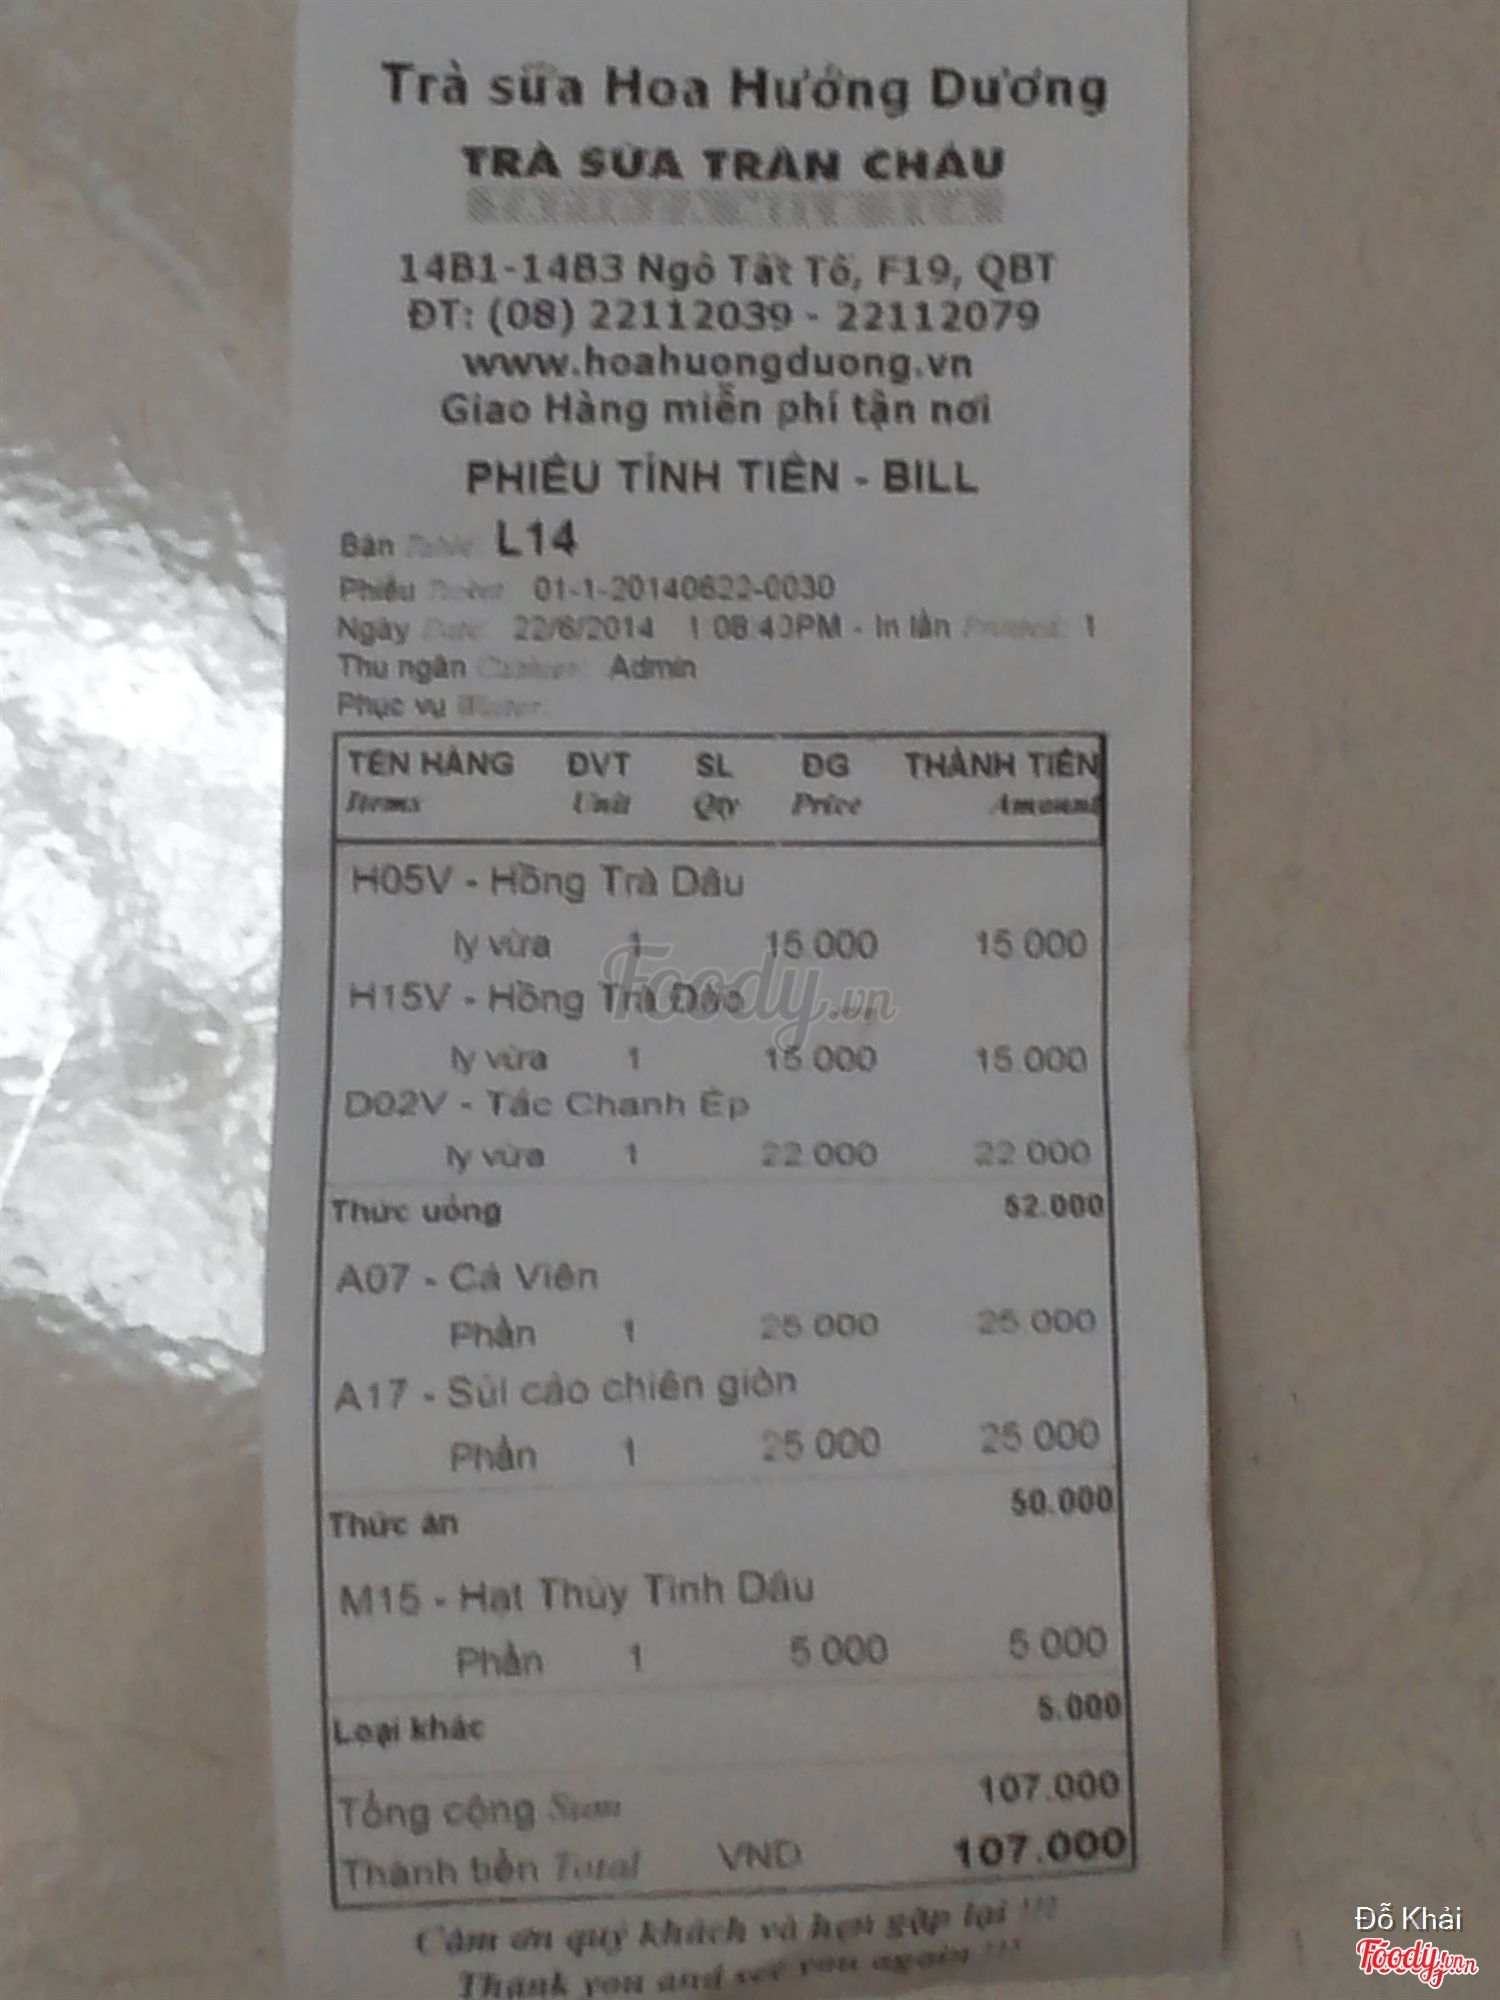 Trà sữa Hoa Hướng Dương
TRÀ SỮA TRÂN CHÂU
14B1-14B3 Ngô Tất Tố, F19, QBT
ĐT: (08) 22112039 - 22112079
www.hoahuongduong.vn
Giao Hàng miễn phí tận nơi
PHIẾU TÍNH TIỀN - BILL
Bàn Table: L14
Phiếu 01-1-20140622-0030
Ngày Date: 22/6/2014 1:08:40PM - In lần Printed: 1
Thu ngân Cashier: Admin
Phục vụ Waiter:
TÊN HÀNG ĐVT SL ĐG THÀNH TIỀN
Items Unit Qty Price Amount
H05V - Hồng Trà Dâu
ly vừa 1 15 000 15 000
H15V - Hồng Trà Đào
ly vừa 1 15 000 15 000
D02V - Tắc Chanh Ép
ly vừa 1 22 000 22 000
Thức uống 52.000
A07 - Cá Viên
Phần 1 25 000 25 000
A17 - Sủi cảo chiên giòn
Phần 1 25 000 25 000
Thức ăn 50.000
M15 - Hạt Thủy Tinh Dâu
Phần 1 5 000 5 000
Loại khác 5.000
Tổng cộng Sum 107.000
Thành tiền Total VND 107.000
Cảm ơn quý khách và hẹn gặp lại !!!
Thank you and see you again !!!
Foody.vn
Đỗ Khải
Foody.vn